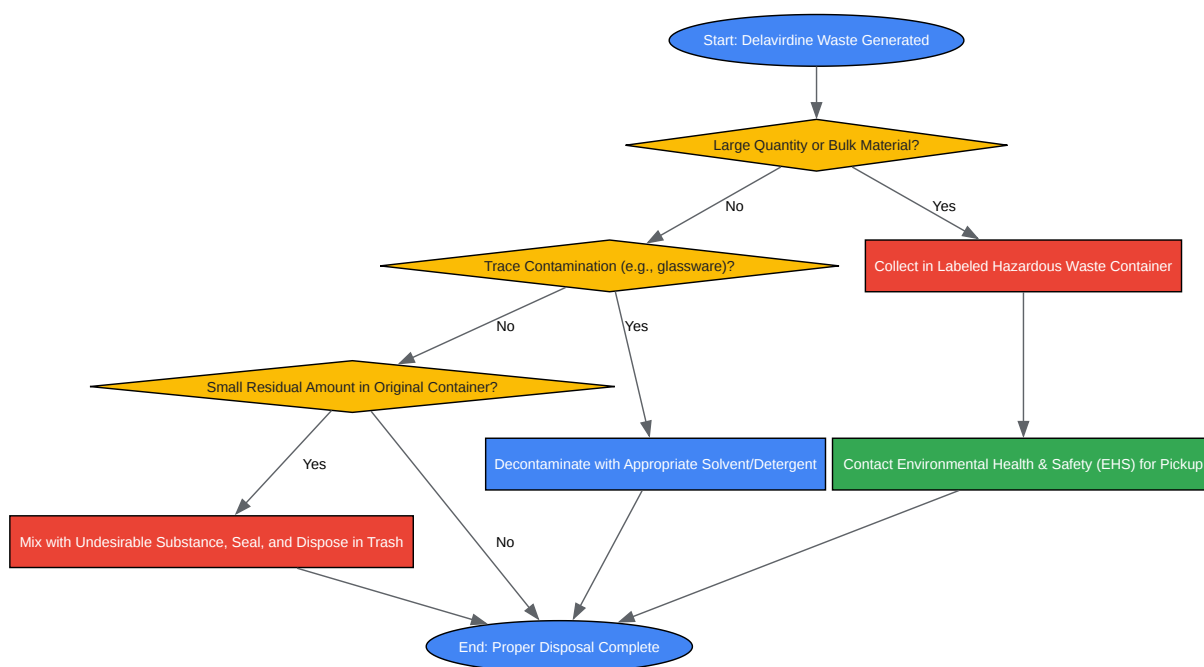 Start: Delavirdine Waste Generated
Large Quantity or Bulk Material?
No
Yes
Trace Contamination (e.g., glassware)?
Collect in Labeled Hazardous Waste Container
No
Yes
Small Residual Amount in Original Container?
Yes
Decontaminate with Appropriate Solvent/Detergent
Contact Environmental Health & Safety (EHS) for Pickup
Mix with Undesirable Substance, Seal, and Dispose in Trash
No
End: Proper Disposal Complete